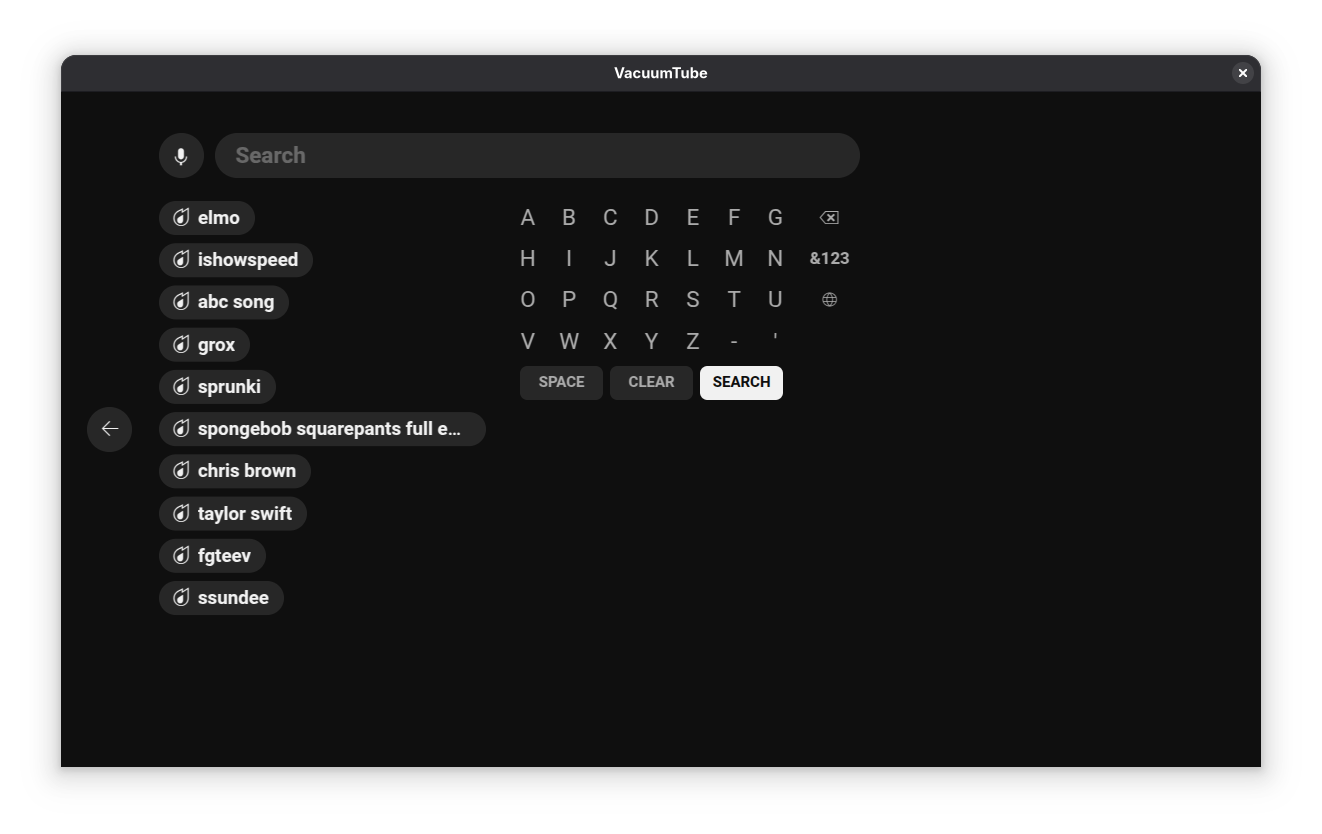 VacuumTube
Search
elmo
ishowspeed
abc song
grox
sprunki
spongebob squarepants full e...
chris brown
taylor swift
fgteev
ssundee
A B C D E F G
H I J K L M N &123
O P Q R S T U
V W X Y Z - '
SPACE CLEAR SEARCH